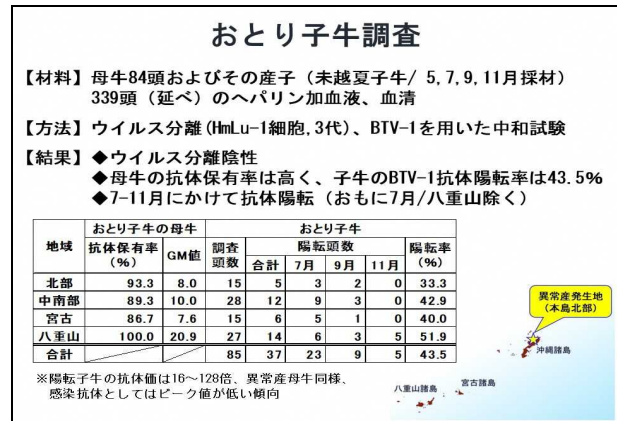 おとり子牛調査
【材料】母牛84頭およびその産子（未越夏子牛/ 5,7,9,11月採材）
339頭（延べ）のヘパリン加血液、血清
【方法】ウイルス分離(HmLu-1細胞,3代)、BTV-1を用いた中和試験
【結果】◆ウイルス分離陰性
◆母牛の抗体保有率は高く、子牛のBTV-1抗体陽転率は43.5%
◆7-11月にかけて抗体陽転（おもに7月/八重山除く）
地域 おとり子牛の母牛 おとり子牛
抗体保有率(%) GM値 調査頭数 陽転頭数 陽転率(%)
合計 7月 9月 11月
北部 93.3 8.0 15 5 3 2 0 33.3
中南部 89.3 10.0 28 12 9 3 0 42.9
宮古 86.7 7.6 15 6 5 1 0 40.0
八重山 100.0 20.9 27 14 6 3 5 51.9
合計 85 37 23 9 5 43.5
※陽転子牛の抗体価は16～128倍、異常産母牛同様、
感染抗体としてはピーク値が低い傾向
異常産発生地
(本島北部)
沖縄諸島
宮古諸島
八重山諸島